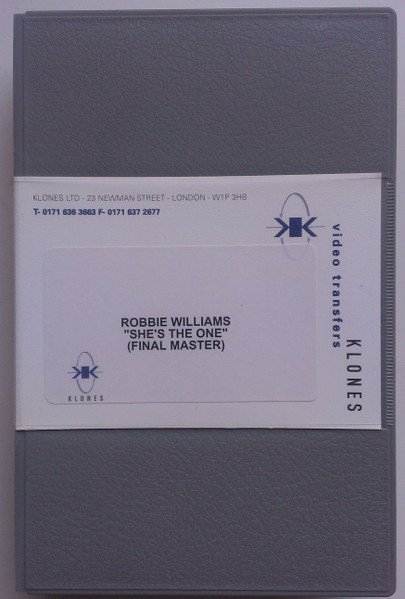 KLONES LTD - 23 NEWMAN STREET - LONDON - W1P 3HB
T- 0171 636 3663 F- 0171 637 2677
video transfers
KLONES
ROBBIE WILLIAMS
"SHE'S THE ONE"
(FINAL MASTER)
KLONES